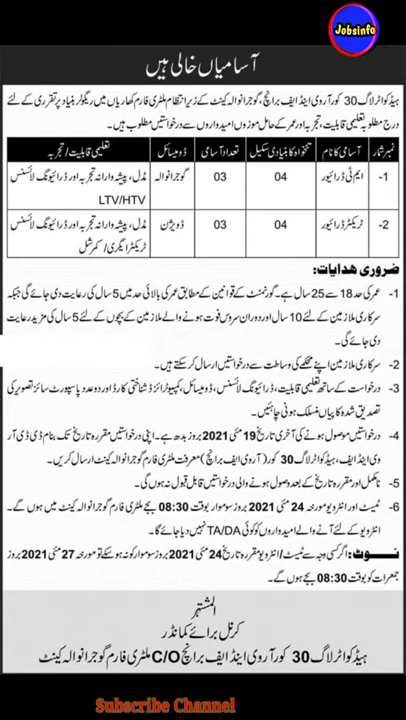 Jobsinfo
آسامیاں خالی ہیں
ہیڈکواٹر لاگ 30 کور آر وی اینڈ ایف برانچ، گوجرانوالہ کینٹ کے زیر انتظام ملٹری فارم کھاریاں میں ریگولر بنیاد پر تقرری کے لئے
درج مطلوبہ تعلیمی قابلیت، تجربہ اور عمر کے حامل موزوں امیدواروں سے درخواستیں مطلوب ہیں۔
نمبر شمار آسامی کا نام تنخواہ کا بنیادی سکیل تعداد آسامی ڈومیسائل تعلیمی قابلیت/تجربہ
1- ایم ٹی ڈرائیور 04 03 گوجرانوالہ مڈل، پیشہ وارانہ تجربہ اور ڈرائیونگ لائسنس
LTV/HTV
2- ٹریکٹر ڈرائیور 04 03 ڈویژن مڈل، پیشہ وارانہ تجربہ اور ڈرائیونگ لائسنس
ٹریکٹر ایگری/کمرشل
ضروری ھدایات:
1- عمر کی حد 18 سے 25 سال ہے۔ گورنمنٹ کے قوانین کے مطابق عمر کی بالائی حد میں 5 سال کی رعایت دی جائے گی جبکہ
سرکاری ملازمین کے لئے 10 سال اور دوران سروس فوت ہونے والے ملازمین کے بچوں کے لئے 5 سال کی مزید رعایت
دی جائے گی۔
2- سرکاری ملازمین اپنے محکمے کی وساطت سے درخواستیں ارسال کر سکتے ہیں۔
3- درخواست کے ساتھ تعلیمی قابلیت، ڈرائیونگ لائسنس، ڈومیسائل، کمپیوٹرائزڈ شناختی کارڈ اور دو عدد پاسپورٹ سائز تصویر کی
تصدیق شدہ کاپیاں منسلک ہونی چاہئیں۔
4- درخواستیں موصول ہونے کی آخری تاریخ 19 مئی 2021 بروز بدھ ہے۔ اپنی درخواستیں مقررہ تاریخ تک بنام ڈی ڈی آر
وی اینڈ ایف، ہیڈکواٹر لاگ 30 کور (آر وی ایف برانچ) معرفت ملٹری فارم گوجرانوالہ کینٹ ارسال کریں۔
5- نامکمل اور مقررہ تاریخ کے بعد موصول ہونے والی درخواستیں قابل قبول نہ ہوں گی۔
6- ٹیسٹ اور انٹرویو مورخہ 24 مئی 2021 بروز سوموار بوقت 08:30 بجے ملٹری فارم گوجرانوالہ کینٹ میں ہوں گے۔
انٹرویو کے لئے آنے والے امیدواروں کو کوئی TA/DA نہیں دیا جائے گا۔
نوٹ: اگر کسی وجہ سے ٹیسٹ/انٹرویو مقررہ تاریخ 24 مئی 2021 بروز سوموار کو نہ ہو سکے تو مورخہ 27 مئی 2021 بروز
جمعرات کو بوقت 08:30 بجے ہوں گے۔
المشتہر
کرنل برائے کمانڈر
ہیڈکواٹر لاگ 30 کور آر وی اینڈ ایف برانچ C/O ملٹری فارم گوجرانوالہ کینٹ
Subscribe Channel